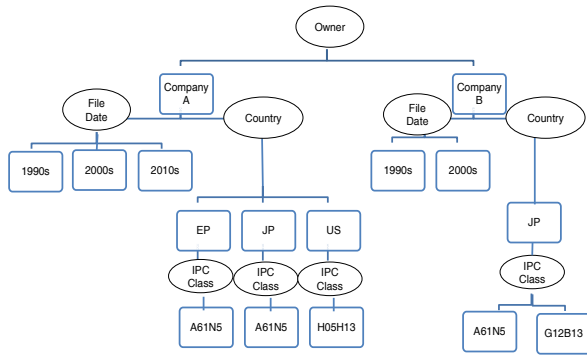 Owner
Company
A
Company
B
File
Date
Country
File
Date
Country
1990s
2000s
2010s
1990s
2000s
EP
JP
US
JP
IPC
Class
IPC
Class
IPC
Class
IPC
Class
A61N5
A61N5
H05H13
A61N5
G12B13